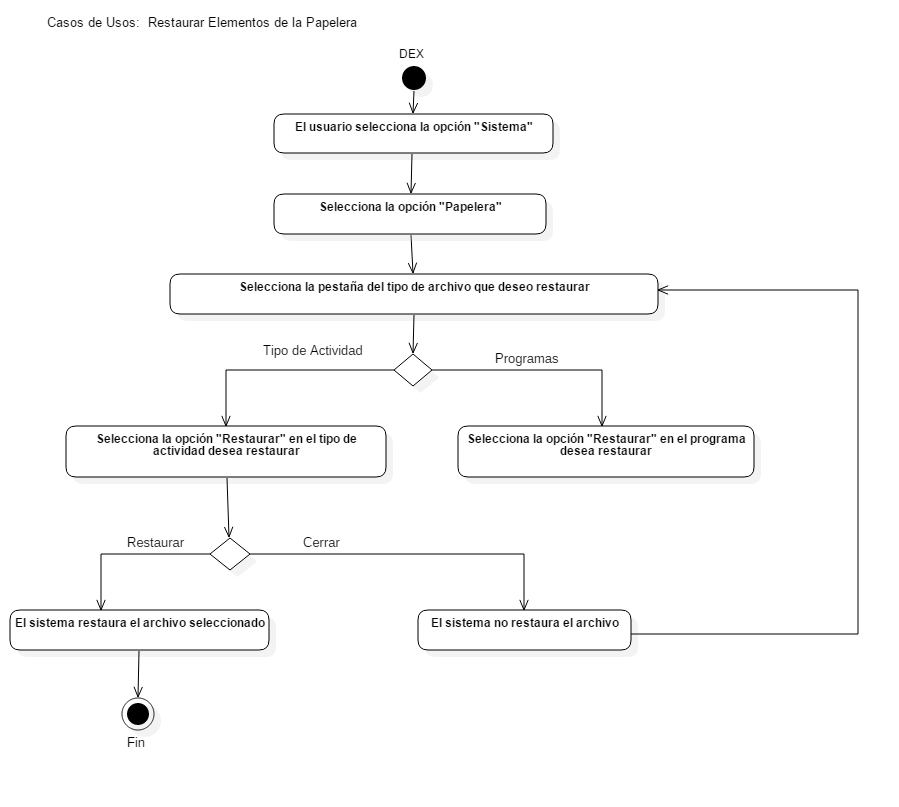 Casos de Usos:  Restaurar Elementos de la Papelera
DEX
El usuario selecciona la opción "Sistema"
Selecciona la opción "Papelera"
Selecciona la pestaña del tipo de archivo que deseo restaurar
Tipo de Actividad
Programas
Selecciona la opción "Restaurar" en el tipo de
actividad desea restaurar
Selecciona la opción "Restaurar" en el programa
desea restaurar
Restaurar
Cerrar
El sistema restaura el archivo seleccionado
El sistema no restaura el archivo
Fin